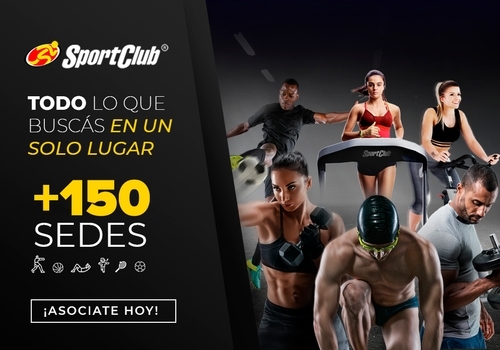 SportClub®
TODO LO QUE
BUSCÁS EN UN
SOLO LUGAR
+150
SEDES
¡ASOCIATE HOY!
SportClub